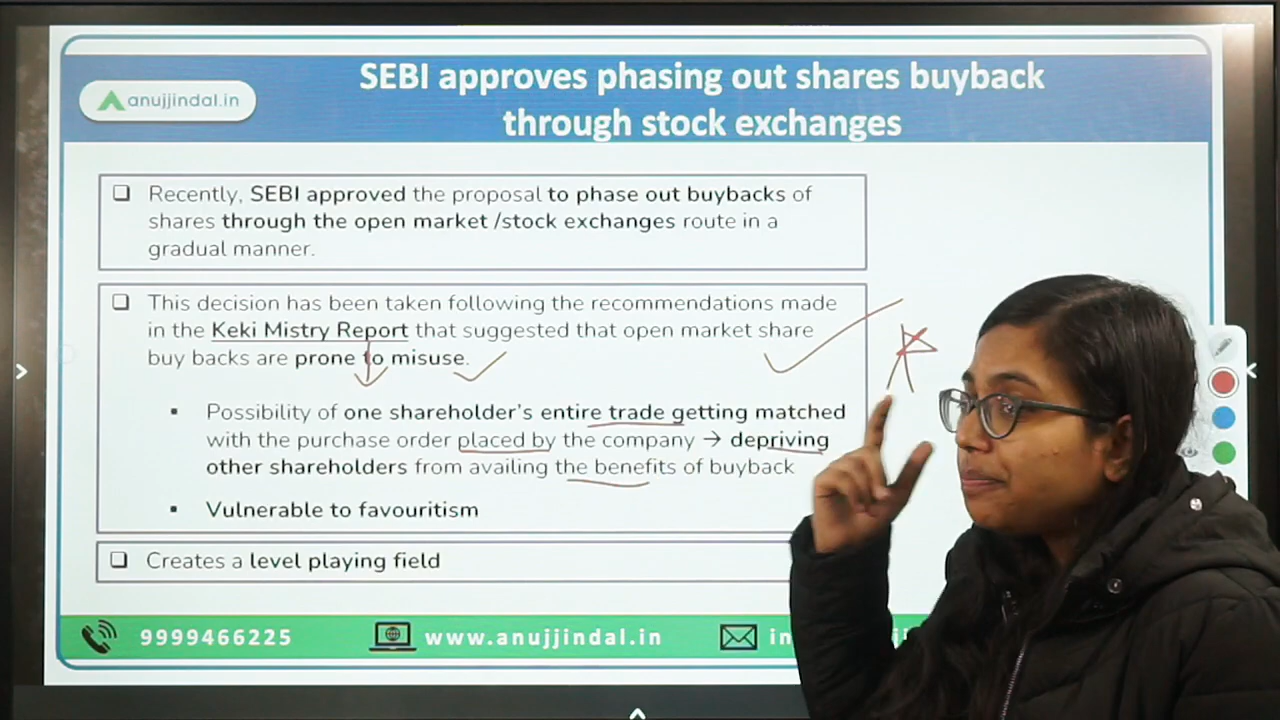 SEBI approves phasing out shares buyback
through stock exchanges
anujjindal.in
❑ Recently, SEBI approved the proposal to phase out buybacks of
shares through the open market /stock exchanges route in a
gradual manner.
❑ This decision has been taken following the recommendations made
in the Keki Mistry Report that suggested that open market share
buy backs are prone to misuse.
▪ Possibility of one shareholder's entire trade getting matched
with the purchase order placed by the company → depriving
other shareholders from availing the benefits of buyback
▪ Vulnerable to favouritism
❑ Creates a level playing field
9999466225 www.anujjindal.in